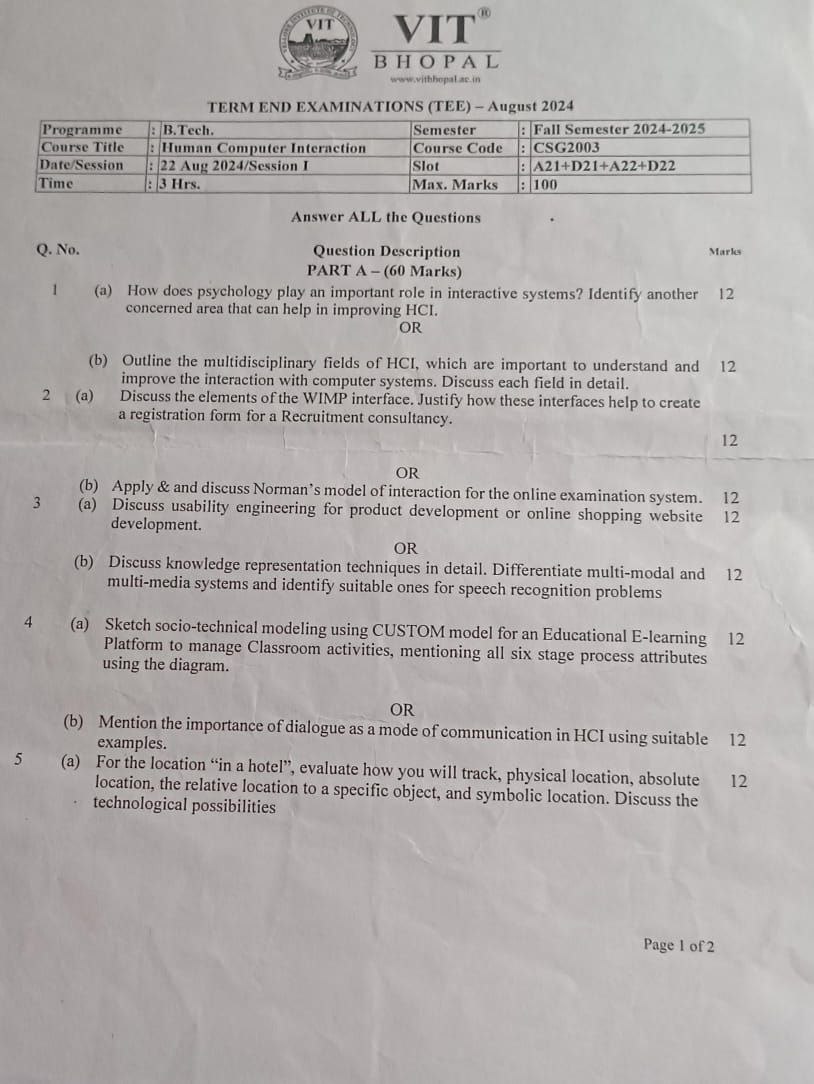 VIT
VIT®
BHOPAL
www.vitbhopal.ac.in
TERM END EXAMINATIONS (TEE) – August 2024
Programme : B.Tech. Semester : Fall Semester 2024-2025
Course Title : Human Computer Interaction Course Code : CSG2003
Date/Session : 22 Aug 2024/Session I Slot : A21+D21+A22+D22
Time : 3 Hrs. Max. Marks : 100
Answer ALL the Questions
Q. No. Question Description Marks
PART A – (60 Marks)
1 (a) How does psychology play an important role in interactive systems? Identify another 12
concerned area that can help in improving HCI.
OR
(b) Outline the multidisciplinary fields of HCI, which are important to understand and 12
improve the interaction with computer systems. Discuss each field in detail.
2 (a) Discuss the elements of the WIMP interface. Justify how these interfaces help to create
a registration form for a Recruitment consultancy.
12
OR
(b) Apply & and discuss Norman's model of interaction for the online examination system. 12
3 (a) Discuss usability engineering for product development or online shopping website 12
development.
OR
(b) Discuss knowledge representation techniques in detail. Differentiate multi-modal and 12
multi-media systems and identify suitable ones for speech recognition problems
4 (a) Sketch socio-technical modeling using CUSTOM model for an Educational E-learning 12
Platform to manage Classroom activities, mentioning all six stage process attributes
using the diagram.
OR
(b) Mention the importance of dialogue as a mode of communication in HCI using suitable 12
examples.
5 (a) For the location “in a hotel”, evaluate how you will track, physical location, absolute 12
location, the relative location to a specific object, and symbolic location. Discuss the
technological possibilities
Page 1 of 2